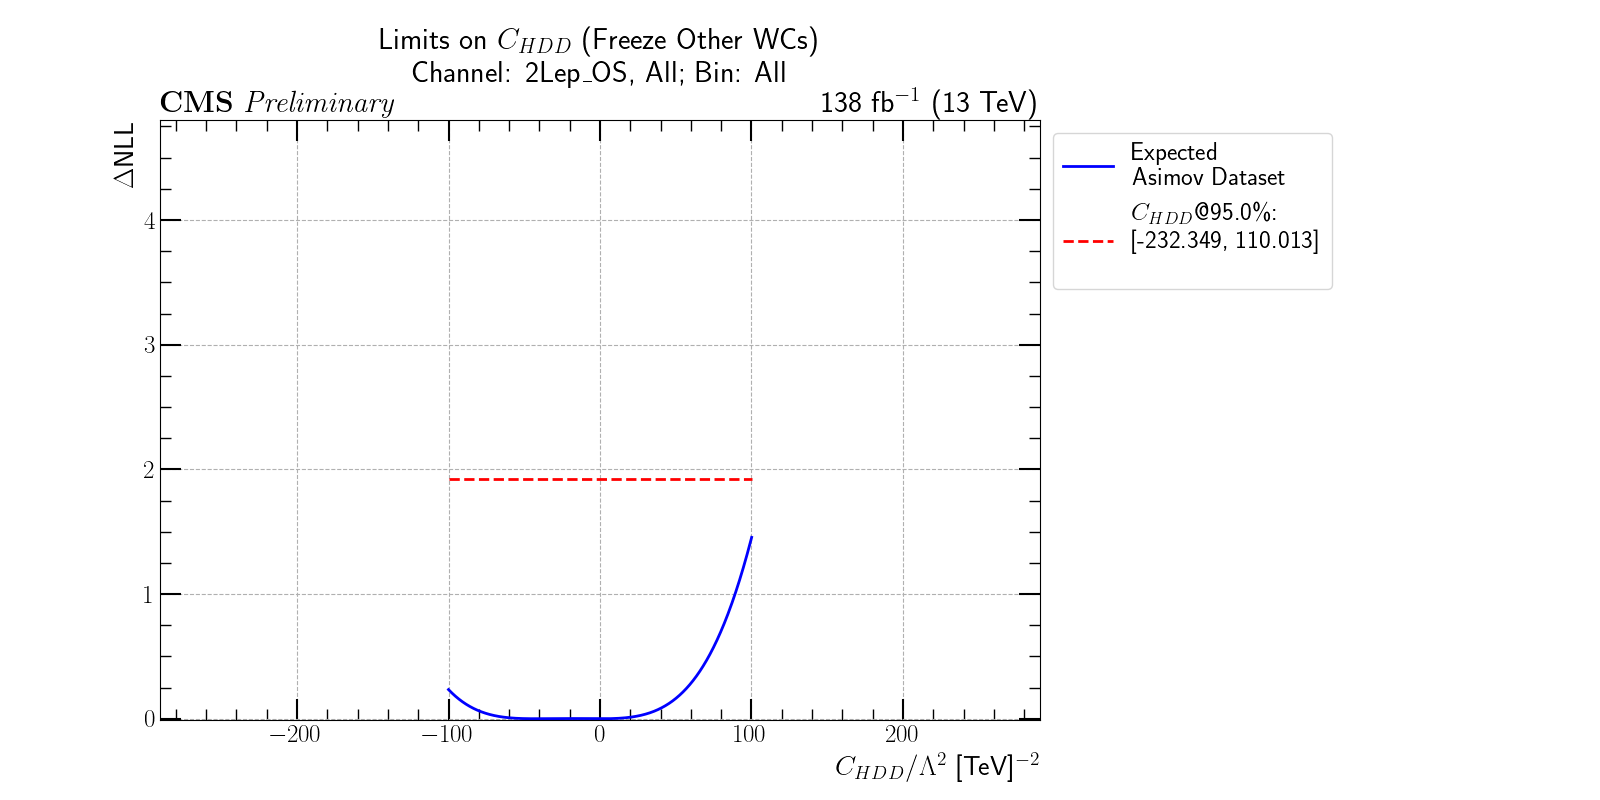 Limits on C_HDD (Freeze Other WCs)
Channel: 2Lep_OS, All; Bin: All
CMS Preliminary
138 fb⁻¹ (13 TeV)
ΔNLL
4
3
2
1
0
−200
−100
0
100
200
C_HDD/Λ² [TeV]⁻²
Expected
Asimov Dataset
C_HDD@95.0%:
[-232.349, 110.013]